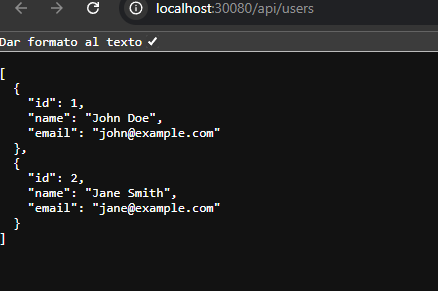 localhost:30080/api/users
Dar formato al texto ✔
[
  {
    "id": 1,
    "name": "John Doe",
    "email": "john@example.com"
  },
  {
    "id": 2,
    "name": "Jane Smith",
    "email": "jane@example.com"
  }
]